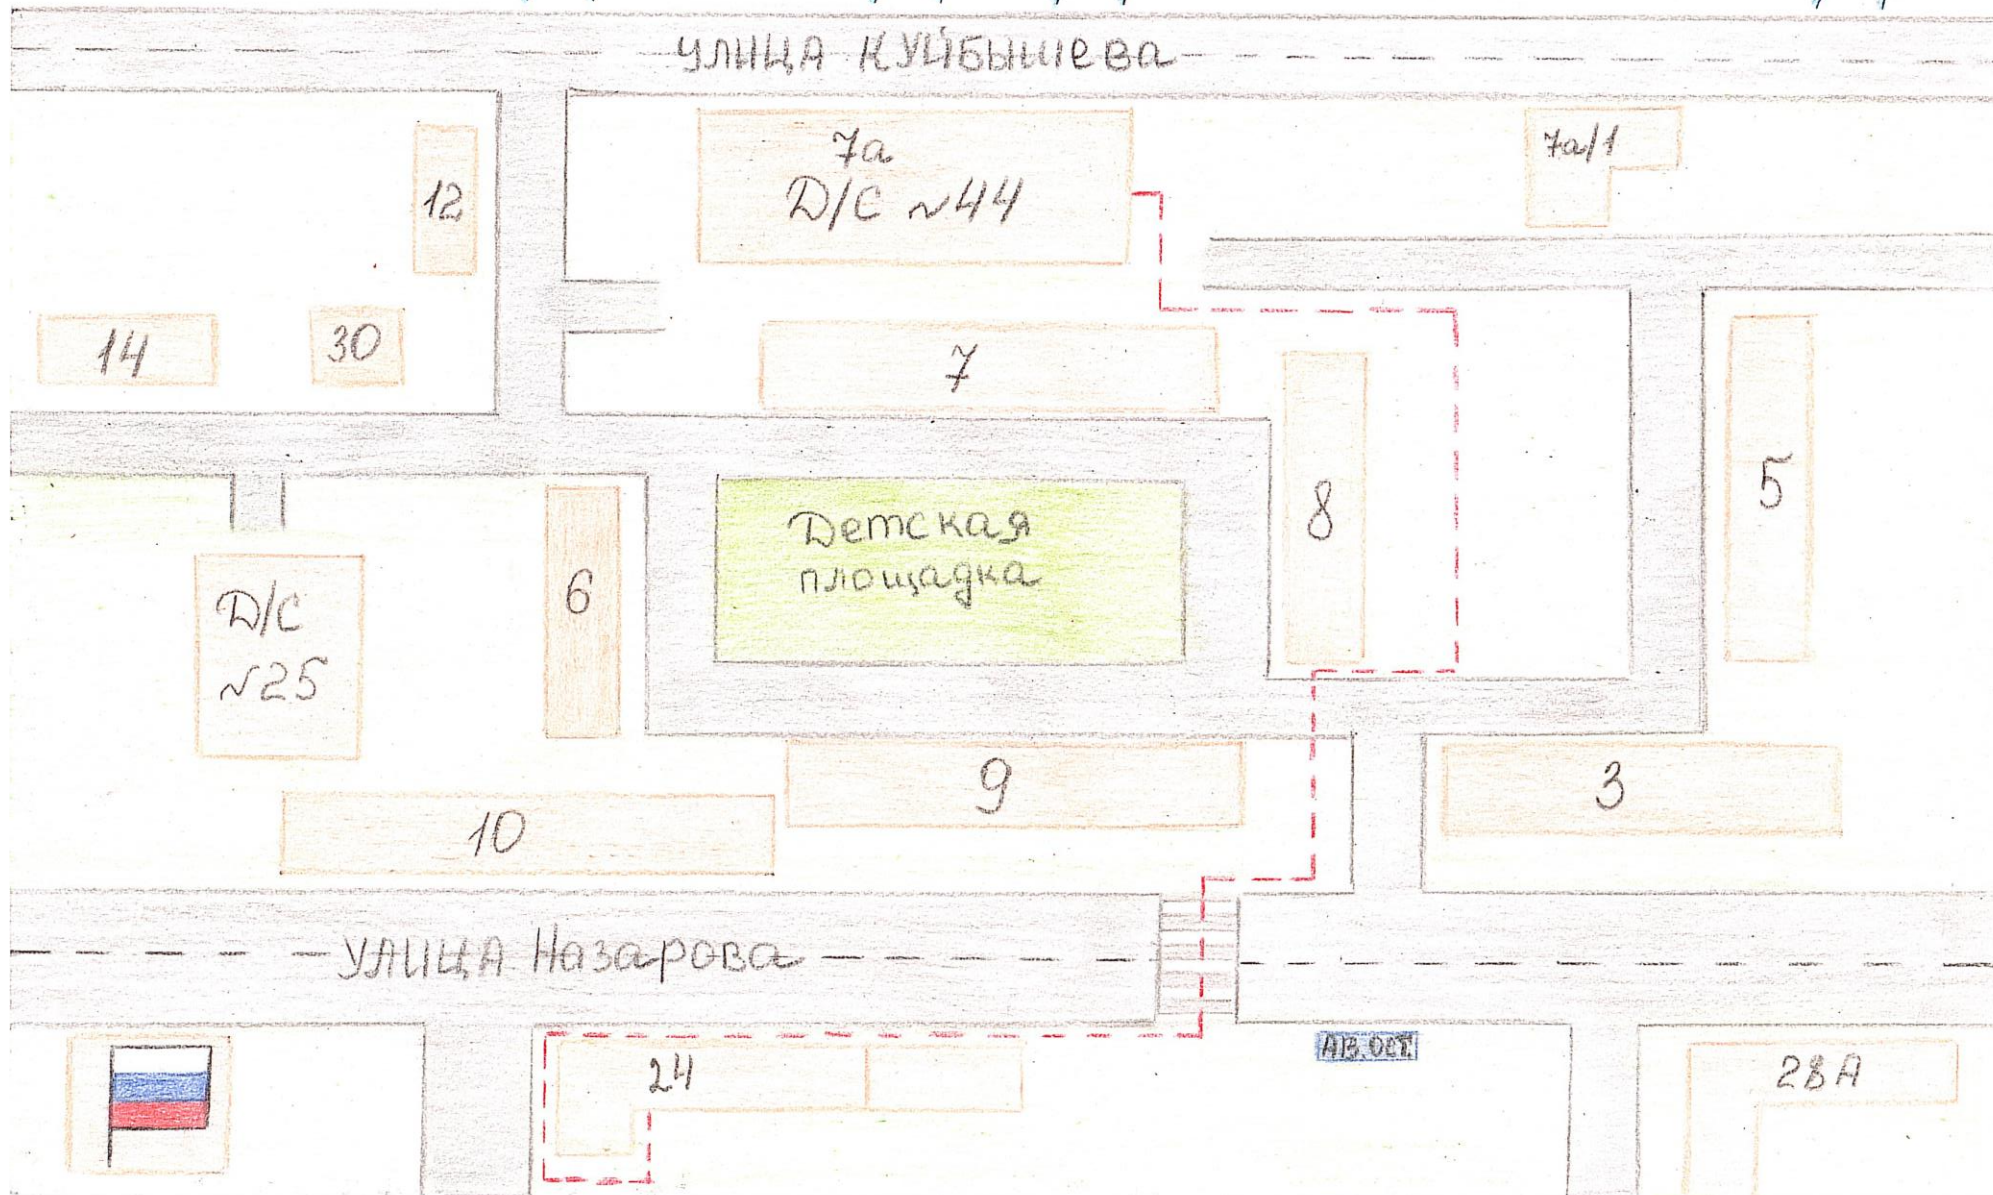 улица Куйбышева
7а
Д/С №44
7а/1
12
14
30
7
8
5
Детская
площадка
6
Д/С
№25
9
3
10
улица Назарова
24
АВ.ОСТ.
28А